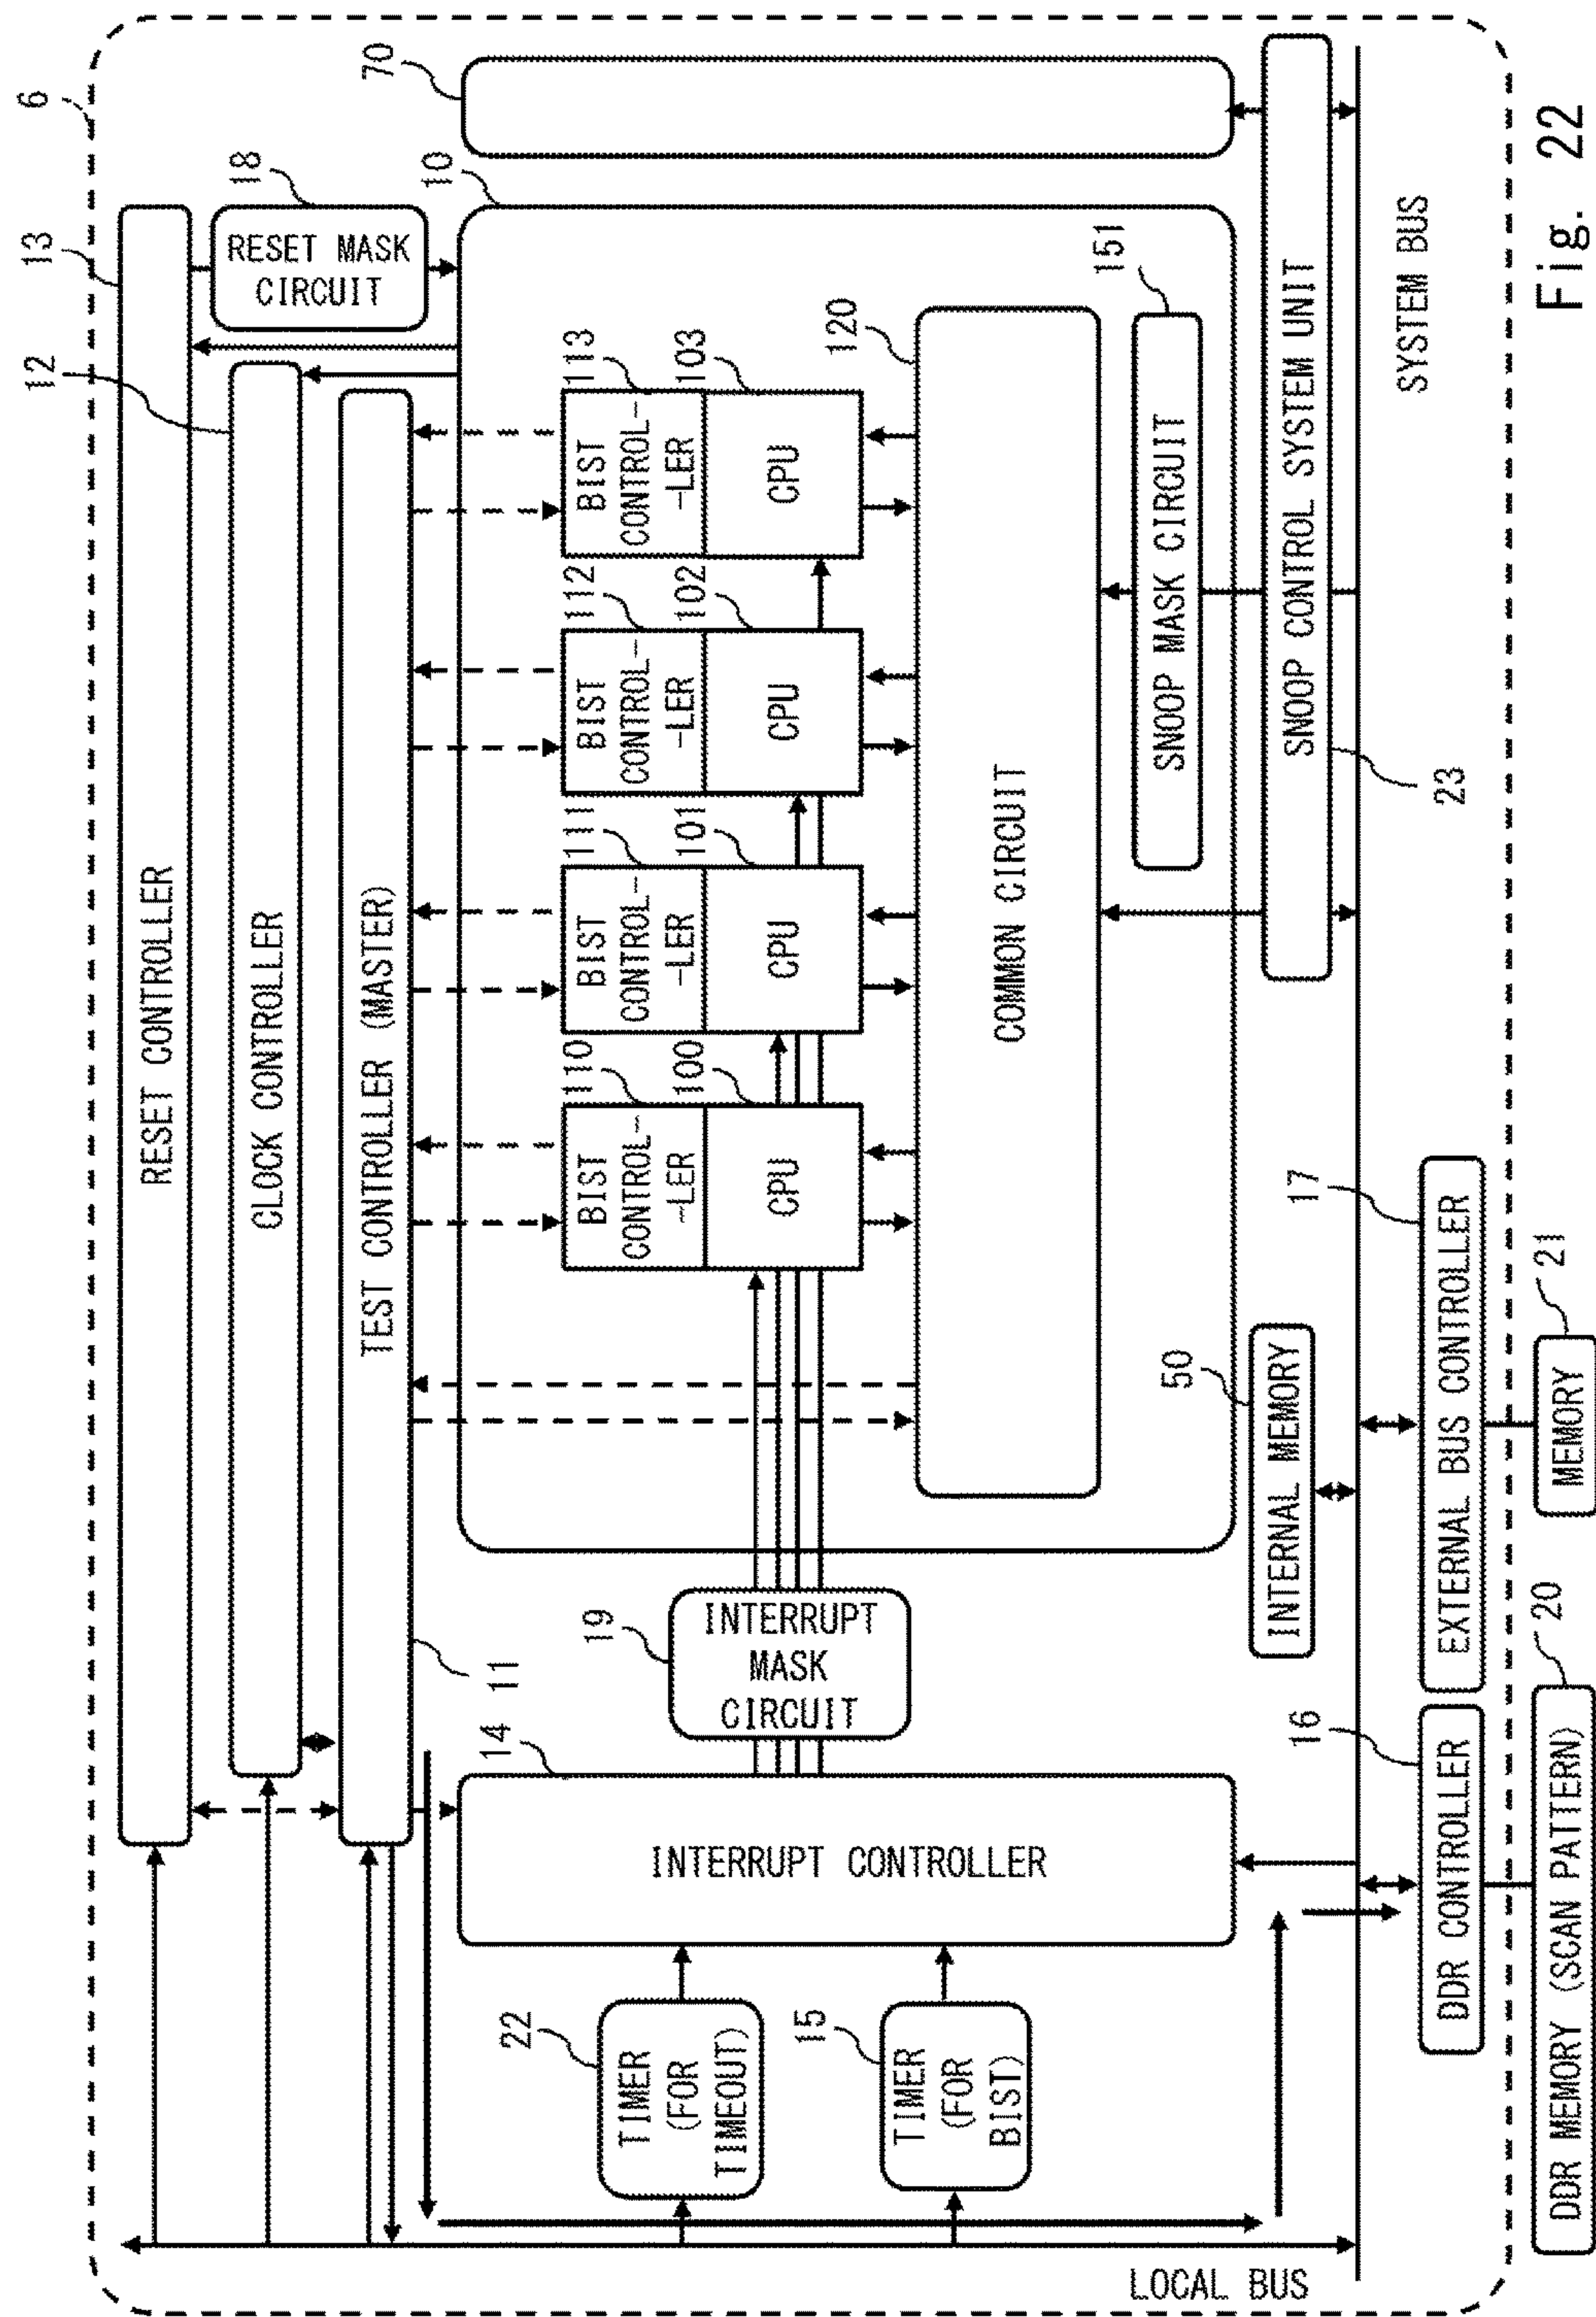 6
13
RESET CONTROLLER
18
RESET MASK
CIRCUIT
12
CLOCK CONTROLLER
TEST CONTROLLER (MASTER)
11
10
70
110
BIST
CONTROL-
-LER
100
CPU
111
BIST
CONTROL-
-LER
101
CPU
112
BIST
CONTROL-
-LER
102
CPU
113
BIST
CONTROL-
-LER
103
CPU
120
COMMON CIRCUIT
151
SNOOP MASK CIRCUIT
SNOOP CONTROL SYSTEM UNIT
23
19
INTERRUPT
MASK
CIRCUIT
14
INTERRUPT CONTROLLER
22
TIMER
(FOR
TIMEOUT)
15
TIMER
(FOR
BIST)
50
INTERNAL MEMORY
LOCAL BUS
SYSTEM BUS
16
DDR CONTROLLER
17
EXTERNAL BUS CONTROLLER
20
DDR MEMORY (SCAN PATTERN)
21
MEMORY
Fig. 22